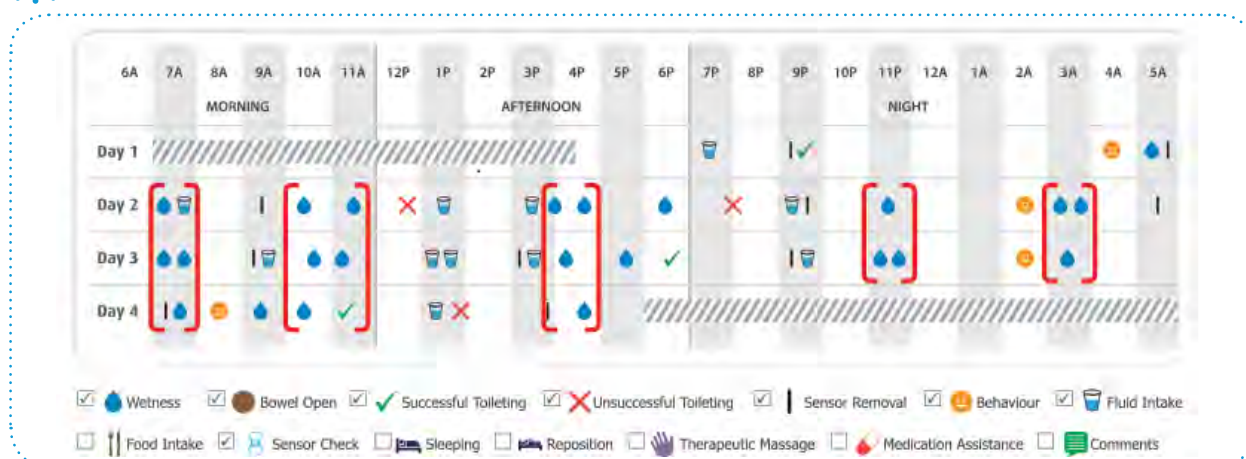 6A 7A 8A 9A 10A 11A 12P 1P 2P 3P 4P 5P 6P 7P 8P 9P 10P 11P 12A 1A 2A 3A 4A 5A
MORNING AFTERNOON NIGHT
Day 1
Day 2
Day 3
Day 4
Wetness Bowel Open Successful Toileting Unsuccessful Toileting Sensor Removal Behaviour Fluid Intake
Food Intake Sensor Check Sleeping Reposition Therapeutic Massage Medication Assistance Comments